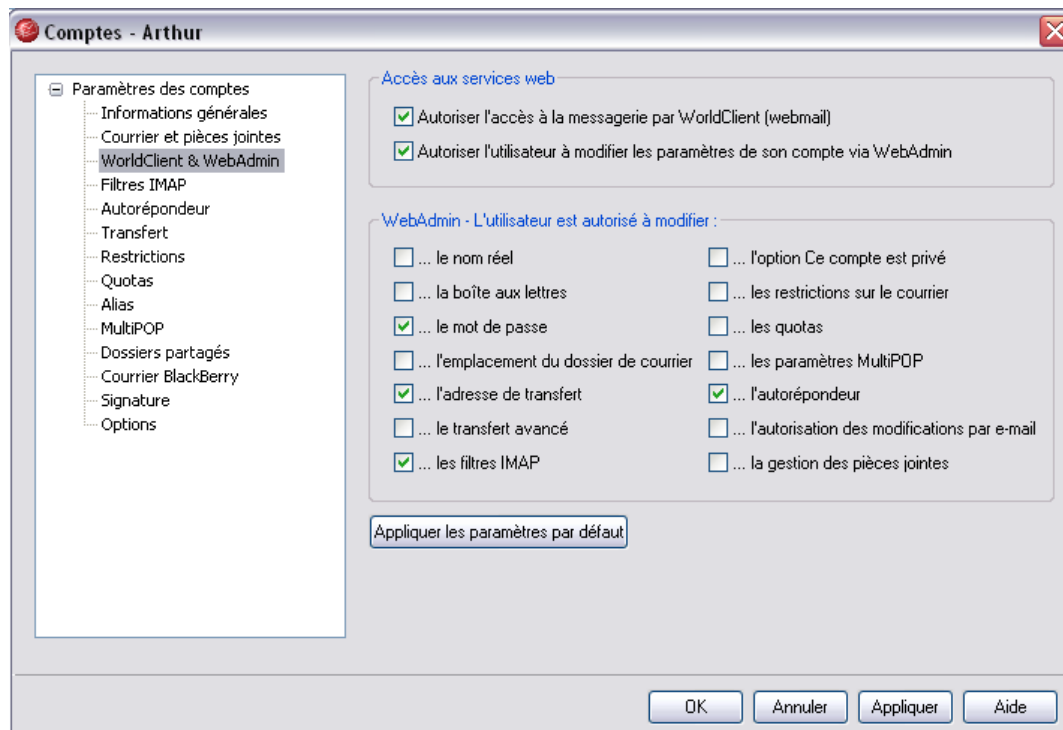 Comptes - Arthur
Paramètres des comptes
Informations générales
Courrier et pièces jointes
WorldClient & WebAdmin
Filtres IMAP
Autorépondeur
Transfert
Restrictions
Quotas
Alias
MultiPOP
Dossiers partagés
Courrier BlackBerry
Signature
Options
Accès aux services web
Autoriser l'accès à la messagerie par WorldClient (webmail)
Autoriser l'utilisateur à modifier les paramètres de son compte via WebAdmin
WebAdmin - L'utilisateur est autorisé à modifier :
... le nom réel
... la boîte aux lettres
... le mot de passe
... l'emplacement du dossier de courrier
... l'adresse de transfert
... le transfert avancé
... les filtres IMAP
... l'option Ce compte est privé
... les restrictions sur le courrier
... les quotas
... les paramètres MultiPOP
... l'autorépondeur
... l'autorisation des modifications par e-mail
... la gestion des pièces jointes
Appliquer les paramètres par défaut
OK
Annuler
Appliquer
Aide